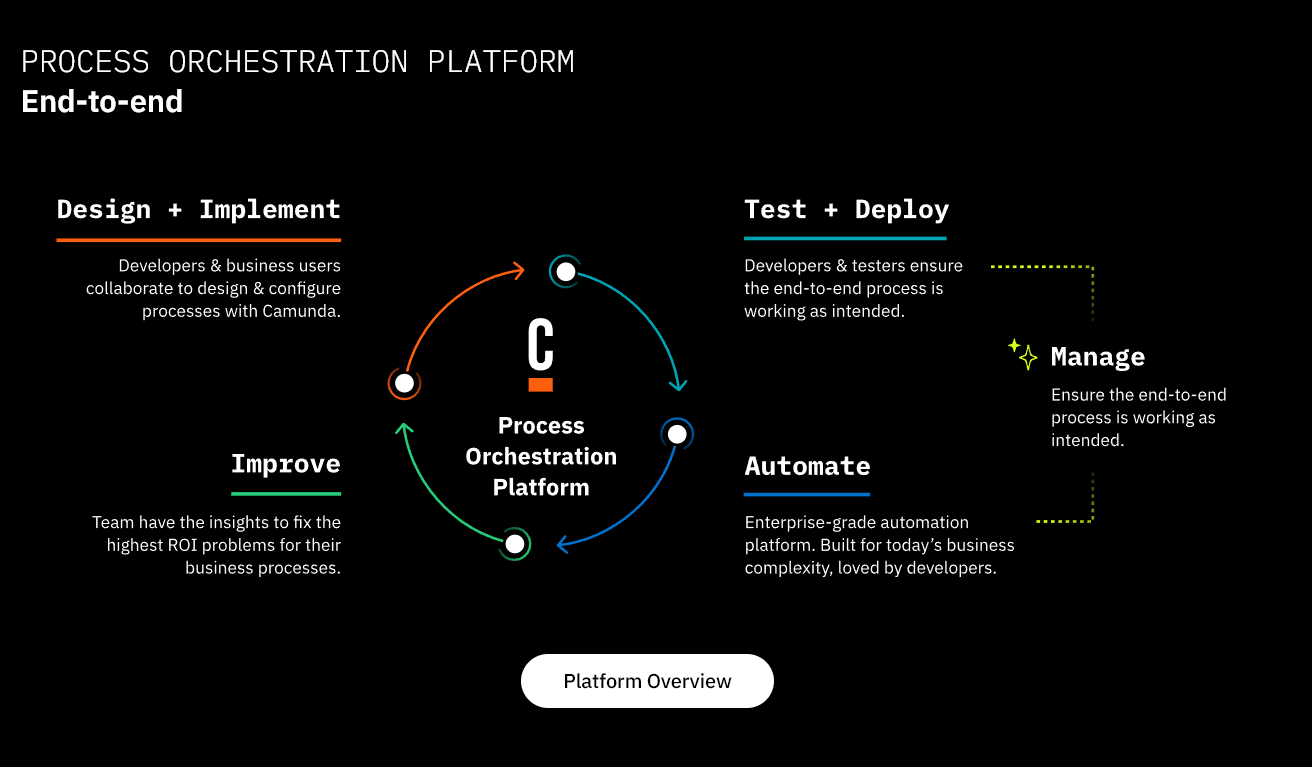 PROCESS ORCHESTRATION PLATFORM
End-to-end
Design + Implement
Developers & business users
collaborate to design & configure
processes with Camunda.
Test + Deploy
Developers & testers ensure
the end-to-end process is
working as intended.
C
Process
Orchestration
Platform
Manage
Ensure the end-to-end
process is working as
intended.
Improve
Team have the insights to fix the
highest ROI problems for their
business processes.
Automate
Enterprise-grade automation
platform. Built for today’s business
complexity, loved by developers.
Platform Overview